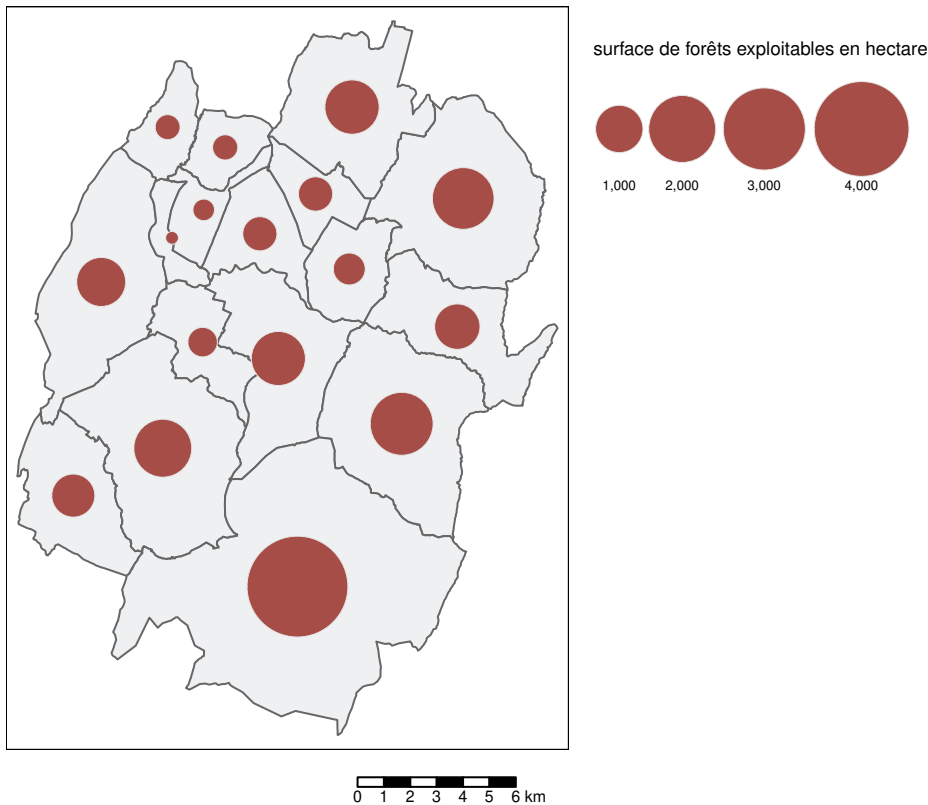 surface de forêts exploitables en hectare
1,000 2,000 3,000 4,000
0 1 2 3 4 5 6 km